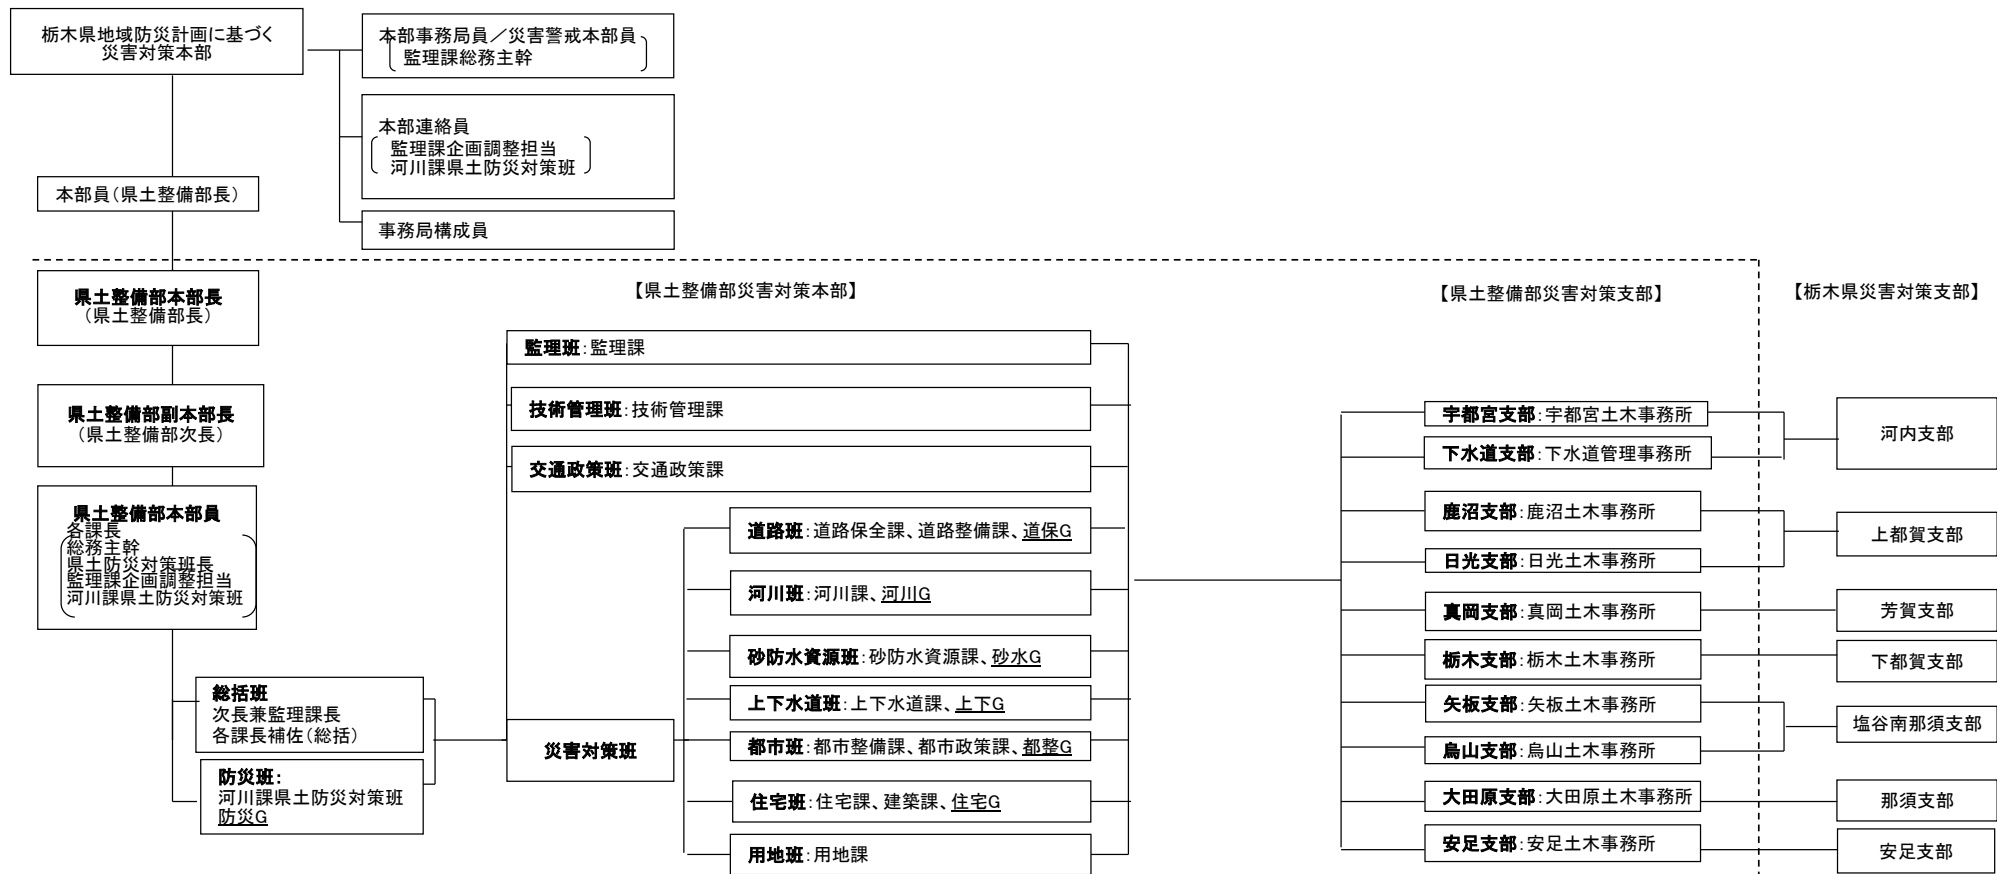 栃木県地域防災計画に基づく
災害対策本部
本部事務局員／災害警戒本部員
監理課総務主幹
本部連絡員
監理課企画調整担当
河川課県土防災対策班
事務局構成員
本部員（県土整備部長）
県土整備部本部長
（県土整備部長）
県土整備部副本部長
（県土整備部次長）
県土整備部本部員
各課長
総務主幹
県土防災対策班長
監理課企画調整担当
河川課県土防災対策班
総括班
次長兼監理課長
各課長補佐（総括）
防災班：
河川課県土防災対策班
防災G
【県土整備部災害対策本部】
監理班：監理課
技術管理班：技術管理課
交通政策班：交通政策課
災害対策班
道路班：道路保全課、道路整備課、道保G
河川班：河川課、河川G
砂防水資源班：砂防水資源課、砂水G
上下水道班：上下水道課、上下G
都市班：都市整備課、都市政策課、都整G
住宅班：住宅課、建築課、住宅G
用地班：用地課
【県土整備部災害対策支部】
宇都宮支部：宇都宮土木事務所
下水道支部：下水道管理事務所
鹿沼支部：鹿沼土木事務所
日光支部：日光土木事務所
真岡支部：真岡土木事務所
栃木支部：栃木土木事務所
矢板支部：矢板土木事務所
烏山支部：烏山土木事務所
大田原支部：大田原土木事務所
安足支部：安足土木事務所
【栃木県災害対策支部】
河内支部
上都賀支部
芳賀支部
下都賀支部
塩谷南那須支部
那須支部
安足支部